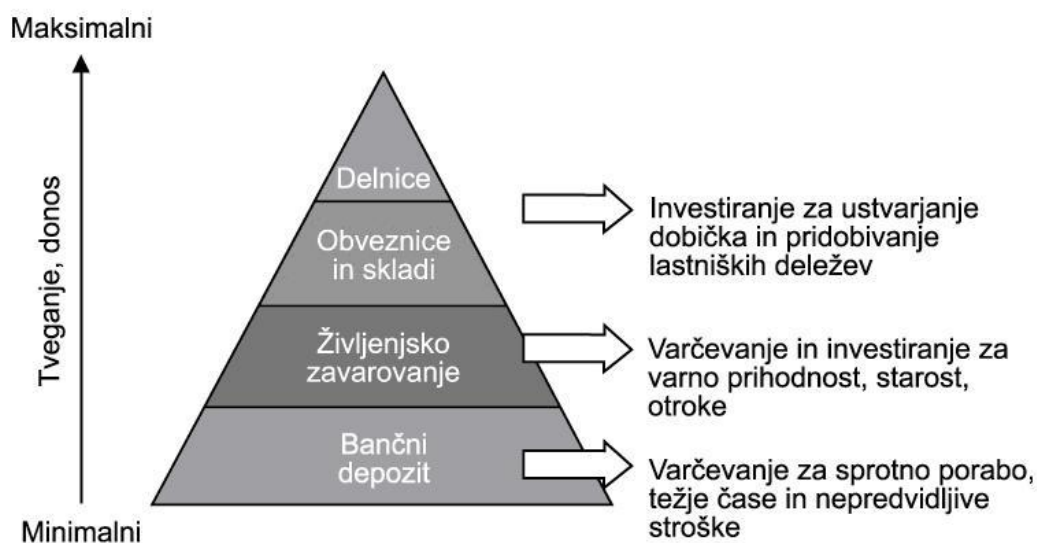 Maksimalni
Tveganje, donos
Minimalni
Delnice
Obveznice
in skladi
Življenjsko
zavarovanje
Bančni
depozit
Investiranje za ustvarjanje
dobička in pridobivanje
lastniških deležev
Varčevanje in investiranje za
varno prihodnost, starost,
otroke
Varčevanje za sprotno porabo,
težje čase in nepredvidljive
stroške